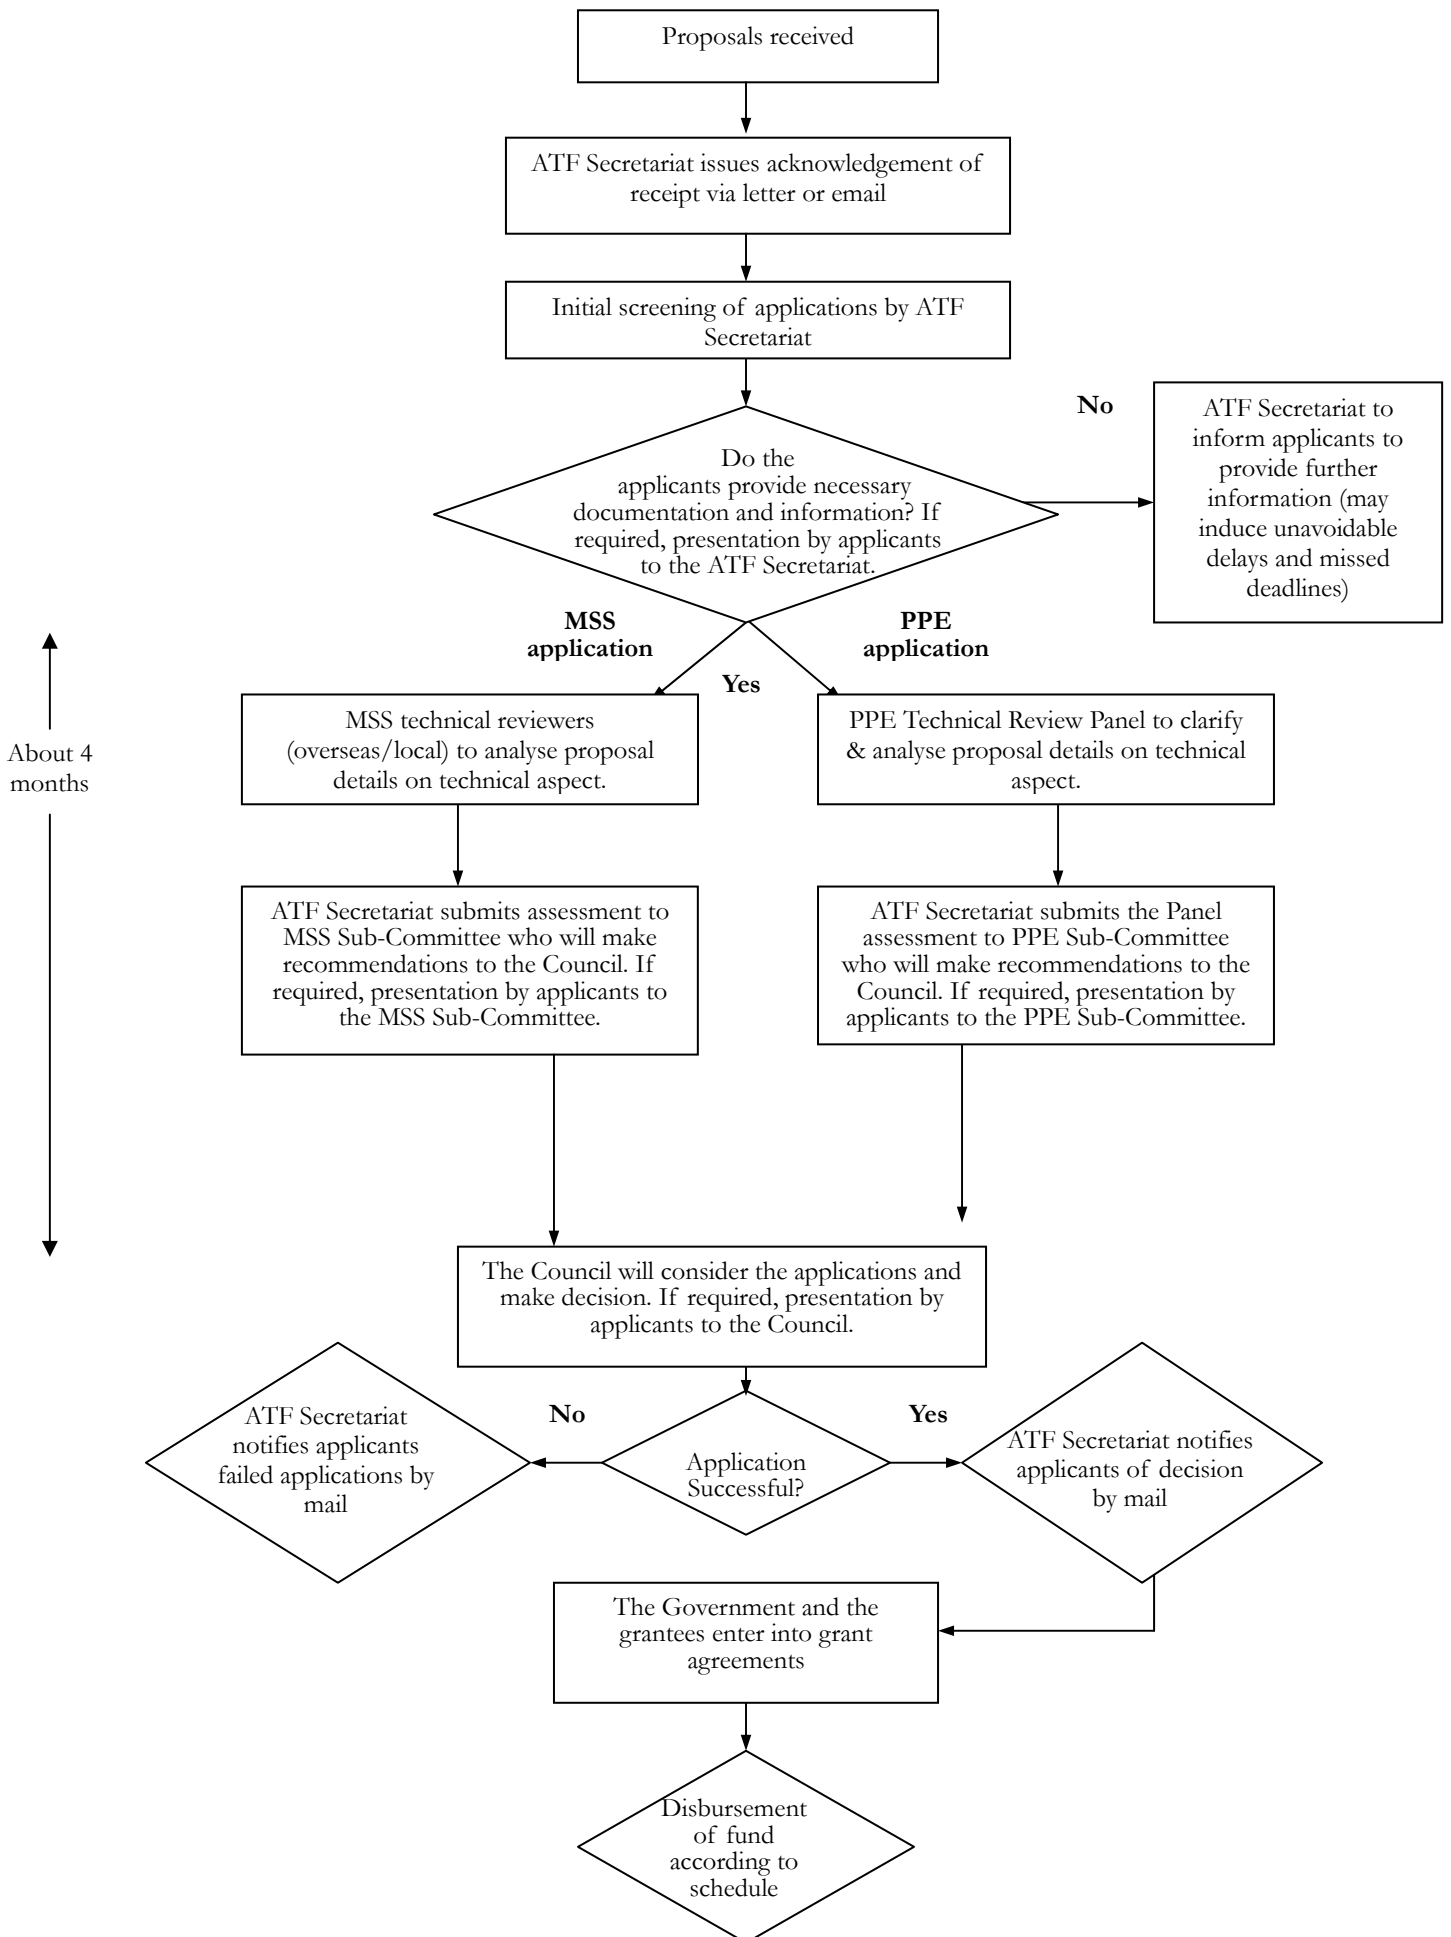 Proposals received
ATF Secretariat issues acknowledgement of
receipt via letter or email
Initial screening of applications by ATF
Secretariat
Do the
applicants provide necessary
documentation and information? If
required, presentation by applicants
to the ATF Secretariat.
No
ATF Secretariat to
inform applicants to
provide further
information (may
induce unavoidable
delays and missed
deadlines)
MSS
application
PPE
application
Yes
About 4
months
MSS technical reviewers
(overseas/local) to analyse proposal
details on technical aspect.
PPE Technical Review Panel to clarify
& analyse proposal details on technical
aspect.
ATF Secretariat submits assessment to
MSS Sub-Committee who will make
recommendations to the Council. If
required, presentation by applicants to
the MSS Sub-Committee.
ATF Secretariat submits the Panel
assessment to PPE Sub-Committee
who will make recommendations to the
Council. If required, presentation by
applicants to the PPE Sub-Committee.
The Council will consider the applications and
make decision. If required, presentation by
applicants to the Council.
ATF Secretariat
notifies applicants
failed applications by
mail
No
Application
Successful?
Yes
ATF Secretariat notifies
applicants of decision
by mail
The Government and the
grantees enter into grant
agreements
Disbursement
of fund
according to
schedule